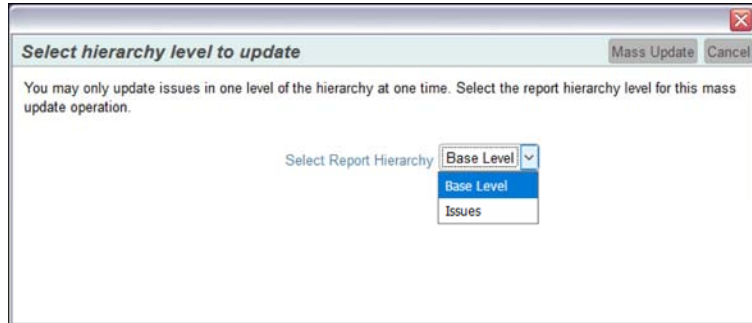 Select hierarchy level to update
Mass Update
Cancel
You may only update issues in one level of the hierarchy at one time. Select the report hierarchy level for this mass
update operation.
Select Report Hierarchy
Base Level
Base Level
Issues